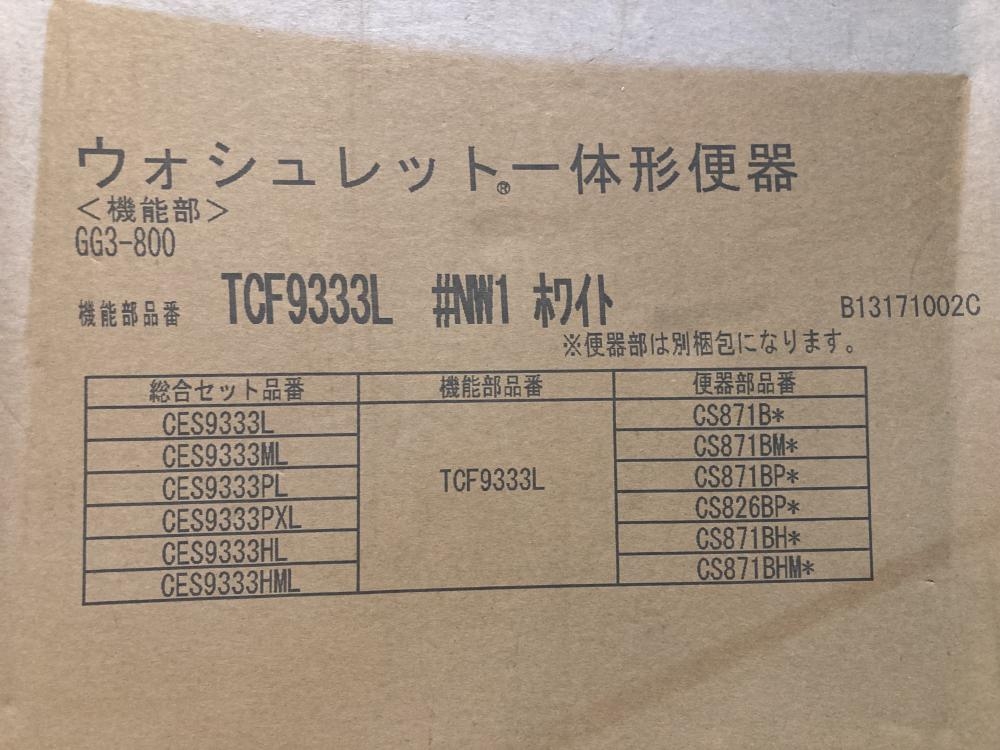 ウォシュレット®一体形便器
＜機能部＞
GG3-800
機能部品番 TCF9333L #NW1 ホワイト B13171002C
※便器部は別梱包になります。
総合セット品番 機能部品番 便器部品番
CES9333L CS871B*
CES9333ML CS871BM*
CES9333PL TCF9333L CS871BP*
CES9333PXL CS826BP*
CES9333HL CS871BH*
CES9333HML CS871BHM*